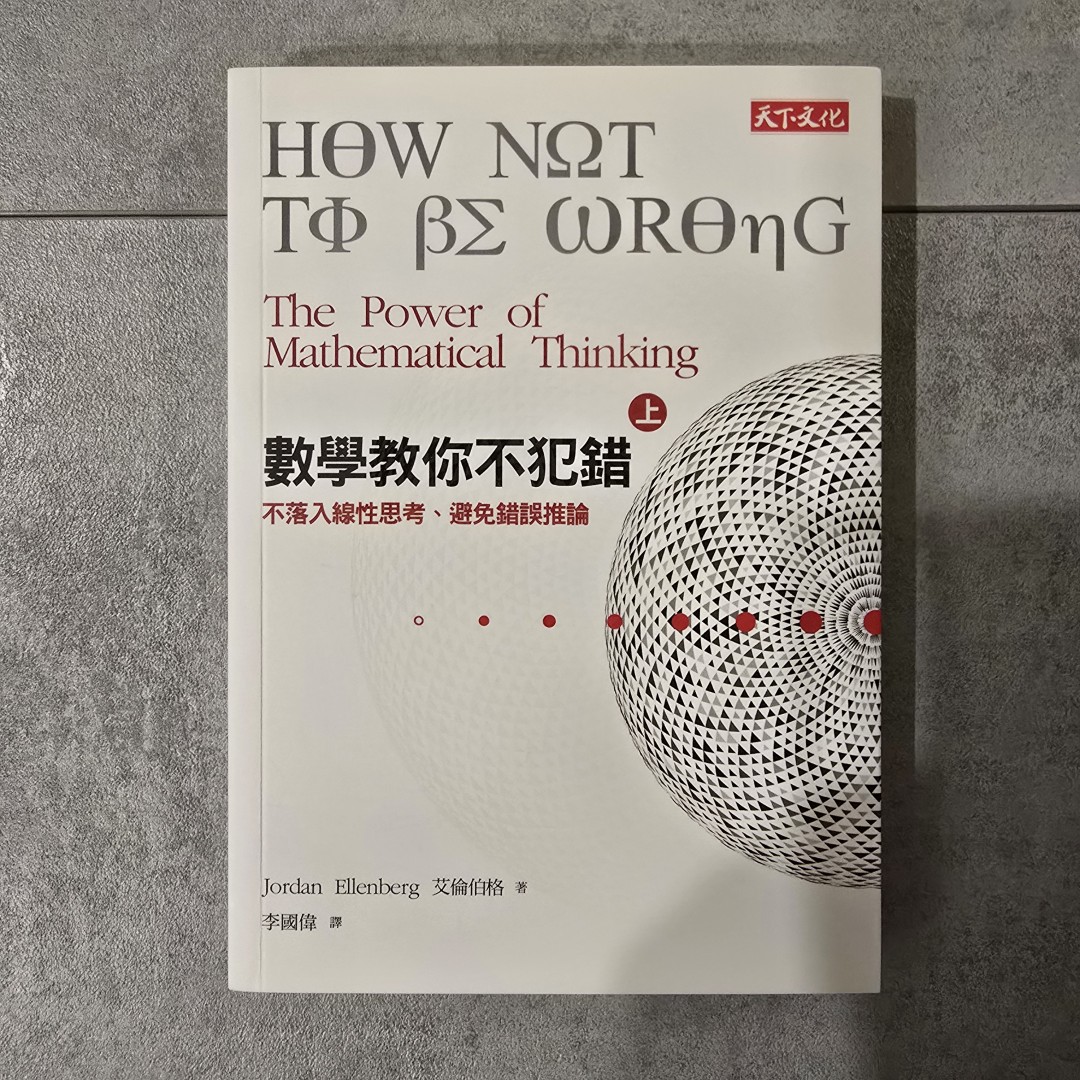 天下文化
HΘW NΩT
TΦ βΣ ωRΘηG
The Power of
Mathematical Thinking
上
數學教你不犯錯
不落入線性思考、避免錯誤推論
Jordan Ellenberg 艾倫伯格 著
李國偉 譯